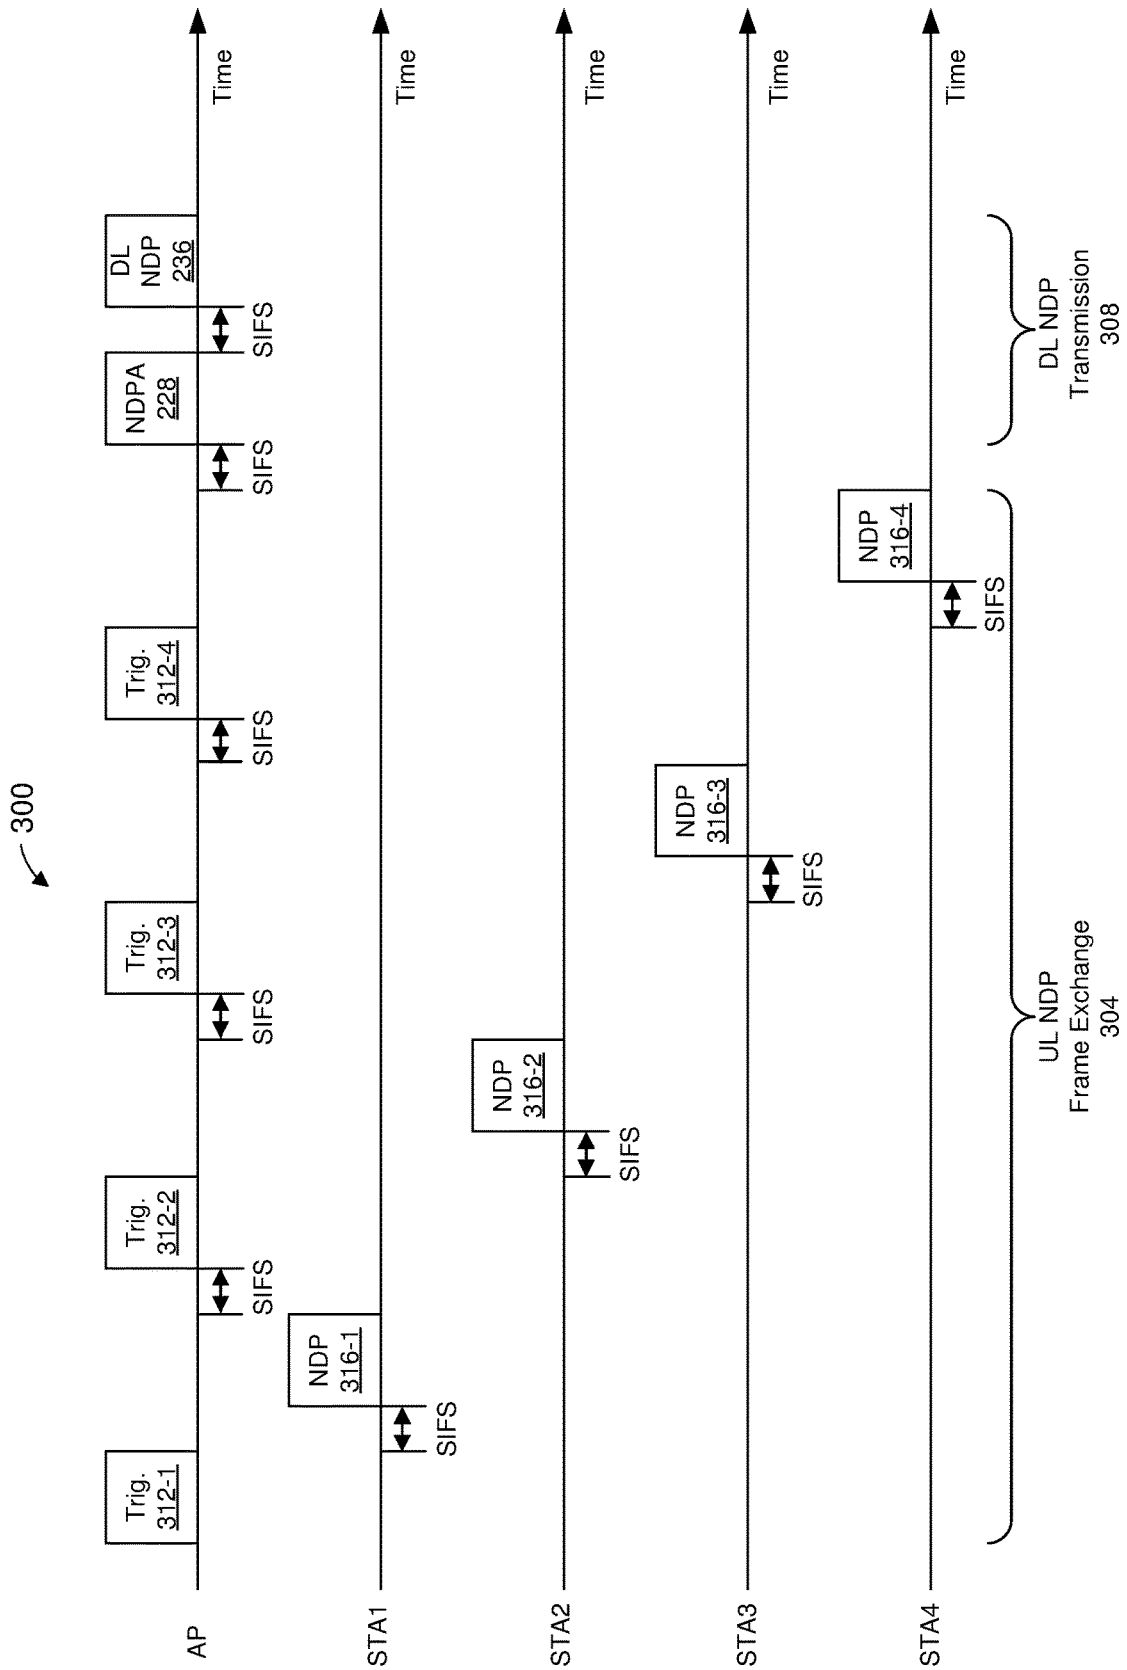 300
AP
Trig.
312-1
SIFS
Trig.
312-2
SIFS
Trig.
312-3
SIFS
Trig.
312-4
SIFS
NDPA
228
SIFS
DL
NDP
236
Time
STA1
SIFS
NDP
316-1
Time
STA2
SIFS
NDP
316-2
Time
STA3
SIFS
NDP
316-3
Time
STA4
SIFS
NDP
316-4
Time
UL NDP
Frame Exchange
304
DL NDP
Transmission
308